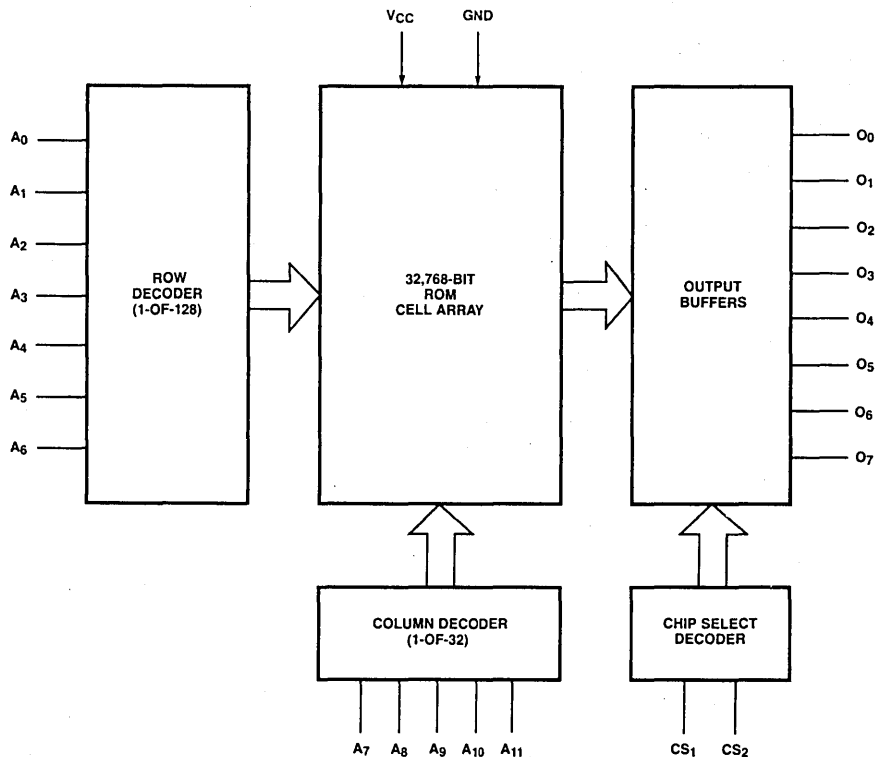 VCC GND
A0
A1
A2
A3
A4
A5
A6
ROW
DECODER
(1-OF-128)
32,768-BIT
ROM
CELL ARRAY
OUTPUT
BUFFERS
O0
O1
O2
O3
O4
O5
O6
O7
COLUMN DECODER
(1-OF-32)
CHIP SELECT
DECODER
A7 A8 A9 A10 A11
CS1 CS2